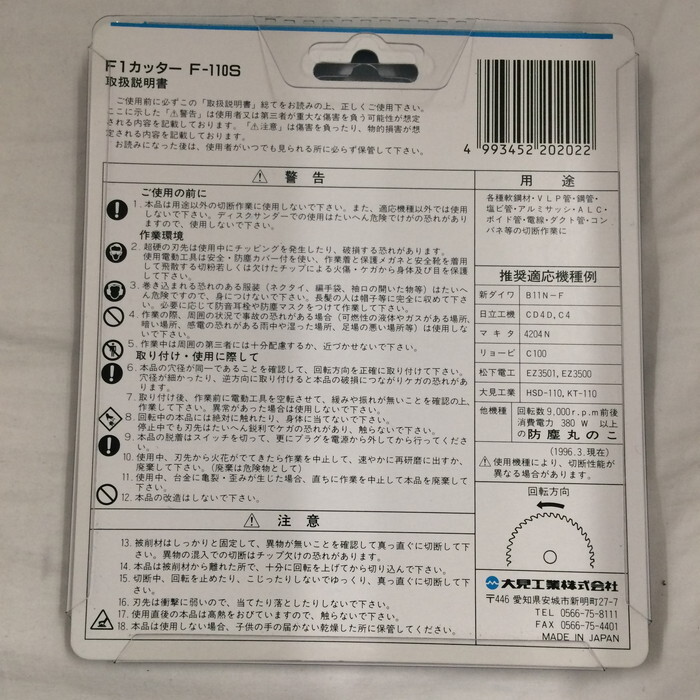 F1カッター F-110S
取扱説明書
ご使用前に必ずこの「取扱説明書」総てをお読みの上、正しくご使用下さい。
ここに示した「⚠警告」は使用者又は第三者が重大な傷害を負う可能性が想定
される内容を記載しております。「⚠注意」は傷害を負ったり、物的損害が想
定される内容を記載しております。
お読みになった後は、使用者がいつでも見られる所に必らず保管して下さい。
4 993452 202022
⚠ 警告
ご使用の前に
1. 本品は用途以外の切断作業に使用しないで下さい。また、適応機種以外では使用
しないで下さい。ディスクサンダーでの使用はたいへん危険でけがの恐れがあり
ますので、使用しないで下さい。
作業環境
2. 超硬の刃先は使用中にチッピングを発生したり、破損する恐れがあります。
使用電動工具は安全・防塵カバー付を使い、作業着と保護メガネと安全靴を着用
して飛散する切粉若しくは欠けたチップによる火傷・ケガから身体及び目を保護
して下さい。
3. 巻き込まれる恐れのある服装(ネクタイ、編手袋、袖口の開いた物等)はたいへ
ん危険ですので、身につけないで下さい。長髪の人は帽子等に完全に収めて下さ
い。必要に応じて防音耳栓や防塵マスクをつけて作業して下さい。
4. 作業の際、周囲の状況で事故の恐れがある場合(可燃性の液体やガスがある場所、
暗い場所、感電の恐れがある雨中や湿った場所、足場の悪い場所等)は使用しな
いで下さい。
5. 作業中は周囲の第三者には十分配慮するか、近づかせないで下さい。
取り付け・使用に際して
6. 本品の穴径が同一であることを確認して、回転方向を正確に取り付けて下さい。
穴径が細かったり、逆方向に取り付けると本品の破損につながりケガの恐れがあ
ります。
7. 取り付け後、作業前に電動工具を空転させて、緩みや振れが無いことを確認の上、
作業して下さい。異常があった場合は使用しないで下さい。
8. 回転中の本品には絶対に触れたり、身体に当てないで下さい。
停止中でも刃先はたいへん鋭利でケガの恐れがあり、触らないで下さい。
9. 本品の脱着はスイッチを切って、更にプラグを電源から外してから行ってくださ
い。
10. 使用中、刃先から火花がでてきたら作業を中止して、速やかに再研磨に出すか、
廃棄して下さい。(廃棄は危険物として)
11. 使用中、台金に亀裂・歪みが生じた場合、直ちに作業を中止して本品を廃棄して
下さい。
12. 本品の改造はしないで下さい。
⚠ 注意
13. 被削材はしっかりと固定して、異物が無いことを確認して真っ直ぐに切断して下
さい。異物の混入での切断はチップ欠けの恐れがあります。
14. 本品は被削材から離れた所で、十分に回転を上げてから切り込んで下さい。
15. 切断中、回転を止めたり、こじったりしないでゆっくり、真っ直ぐに切断して下
さい。
16. 刃先は衝撃に弱いので、当てたり落としたりしないで下さい。
17. 使用直後の本品は高熱をおびていますので、触らないで下さい。
18. 本品は使用しない場合、子供の手の届かない乾燥した所に保管してください。
用途
各種軟鋼材・VLP管・鋼管・
塩ビ管・アルミサッシ・ALC・
ボイド管・電線・ダクト管・コン
パネ等の切断作業に
推奨適応機種例
新ダイワ B11N-F
日立工機 CD4D, C4
マキタ 4204N
リョービ C100
松下電工 EZ3501, EZ3500
大見工業 HSD-110, KT-110
他機種 回転数9,000r.p.m前後
消費電力 380W 以上
の防塵丸のこ
(1996.3.現在)
⚠使用機種により、切断性能が
異なる場合があります。
回転方向
大見工業株式会社
〒446 愛知県安城市新明町27-7
TEL 0566-75-8111
FAX 0566-75-4401
MADE IN JAPAN